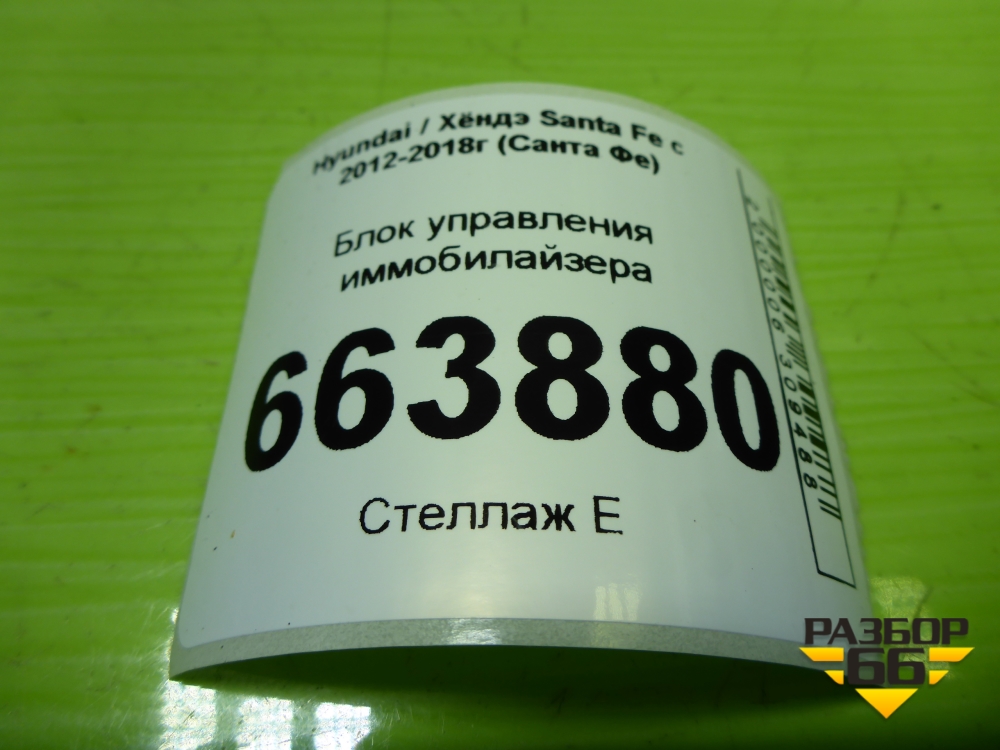 Hyundai / Хёндэ Santa Fe с
2012-2018г (Санта Фе)
Блок управления
иммобилайзера
663880
Стеллаж Е
РАЗБОР
66